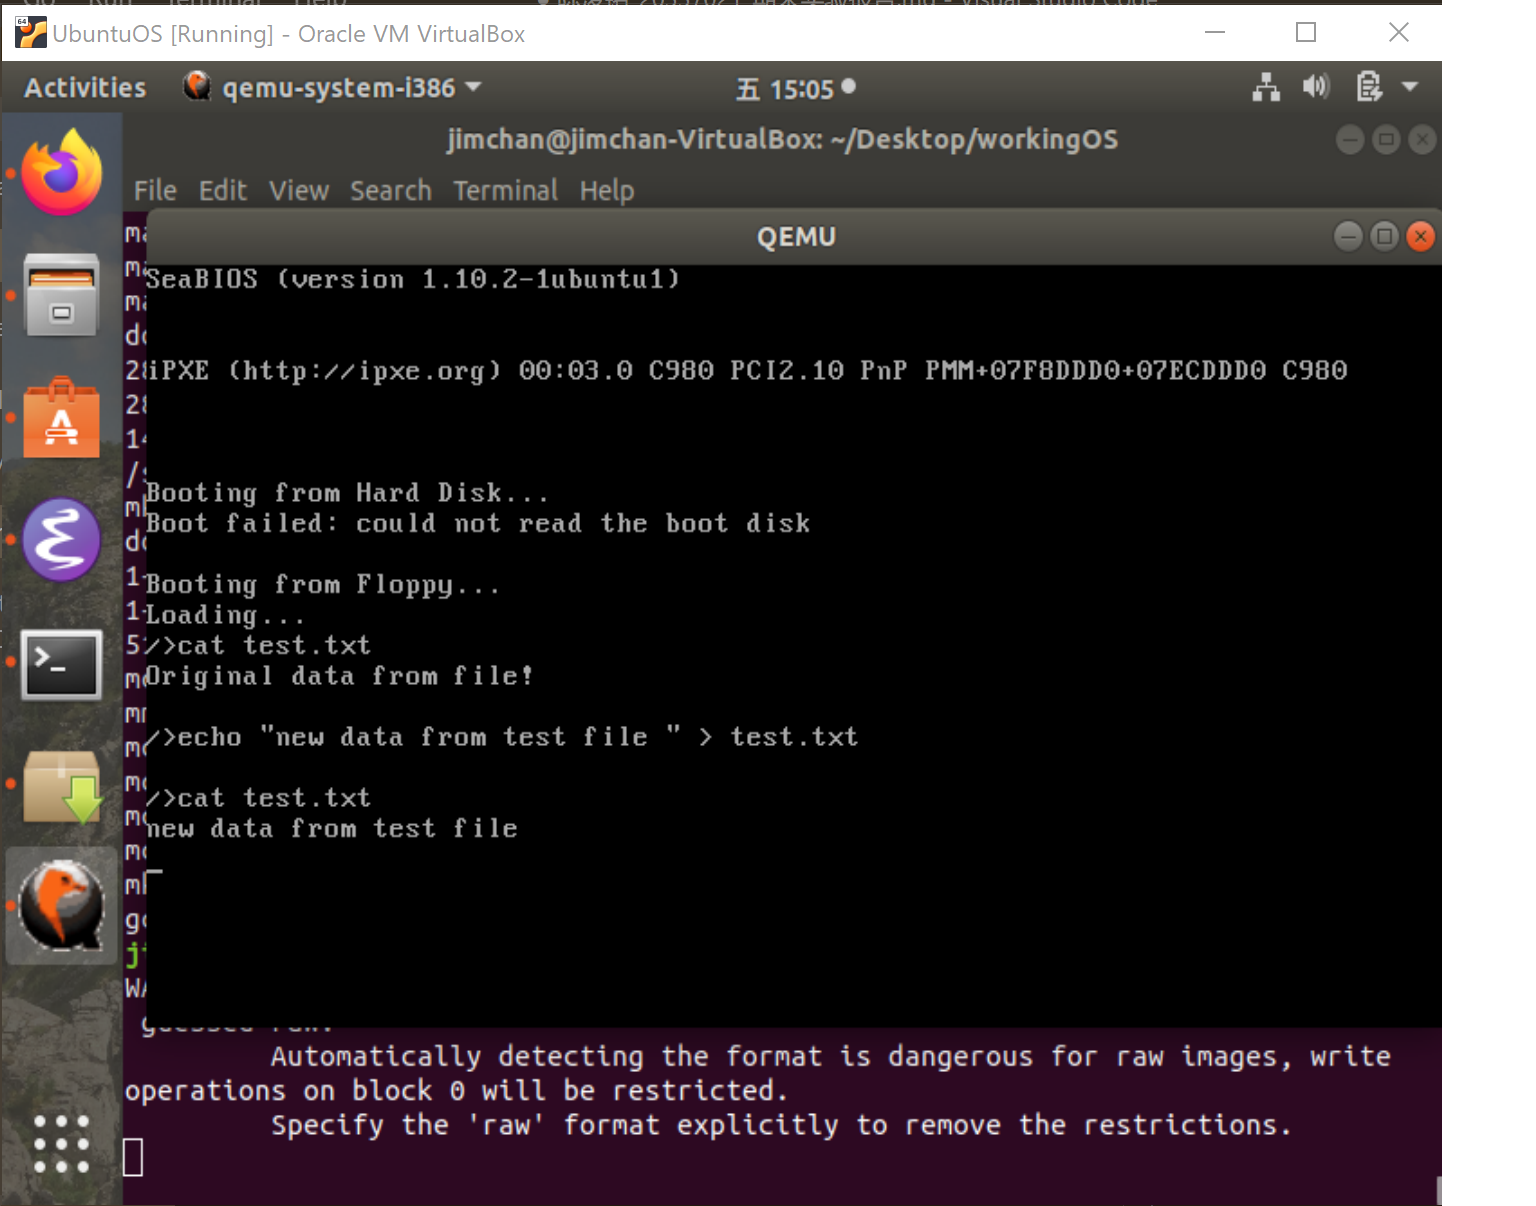 UbuntuOS [Running] - Oracle VM VirtualBox
Activities qemu-system-i386 五 15:05
jimchan@jimchan-VirtualBox: ~/Desktop/workingOS
File Edit View Search Terminal Help
QEMU
SeaBIOS (version 1.10.2-1ubuntu1)
iPXE (http://ipxe.org) 00:03.0 C980 PCI2.10 PnP PMM+07F8DDD0+07ECDDD0 C980
Booting from Hard Disk...
Boot failed: could not read the boot disk
Booting from Floppy...
Loading...
/>cat test.txt
Original data from file!
/>echo "new data from test file " > test.txt
/>cat test.txt
new data from test file
Automatically detecting the format is dangerous for raw images, write
operations on block 0 will be restricted.
Specify the 'raw' format explicitly to remove the restrictions.